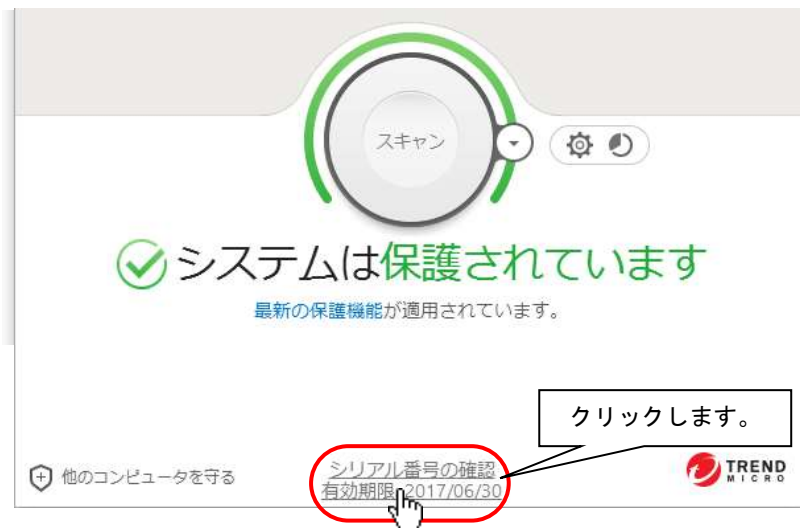 スキャン
システムは保護されています
最新の保護機能が適用されています。
クリックします。
他のコンピュータを守る
シリアル番号の確認
有効期限 2017/06/30
TREND
MICRO